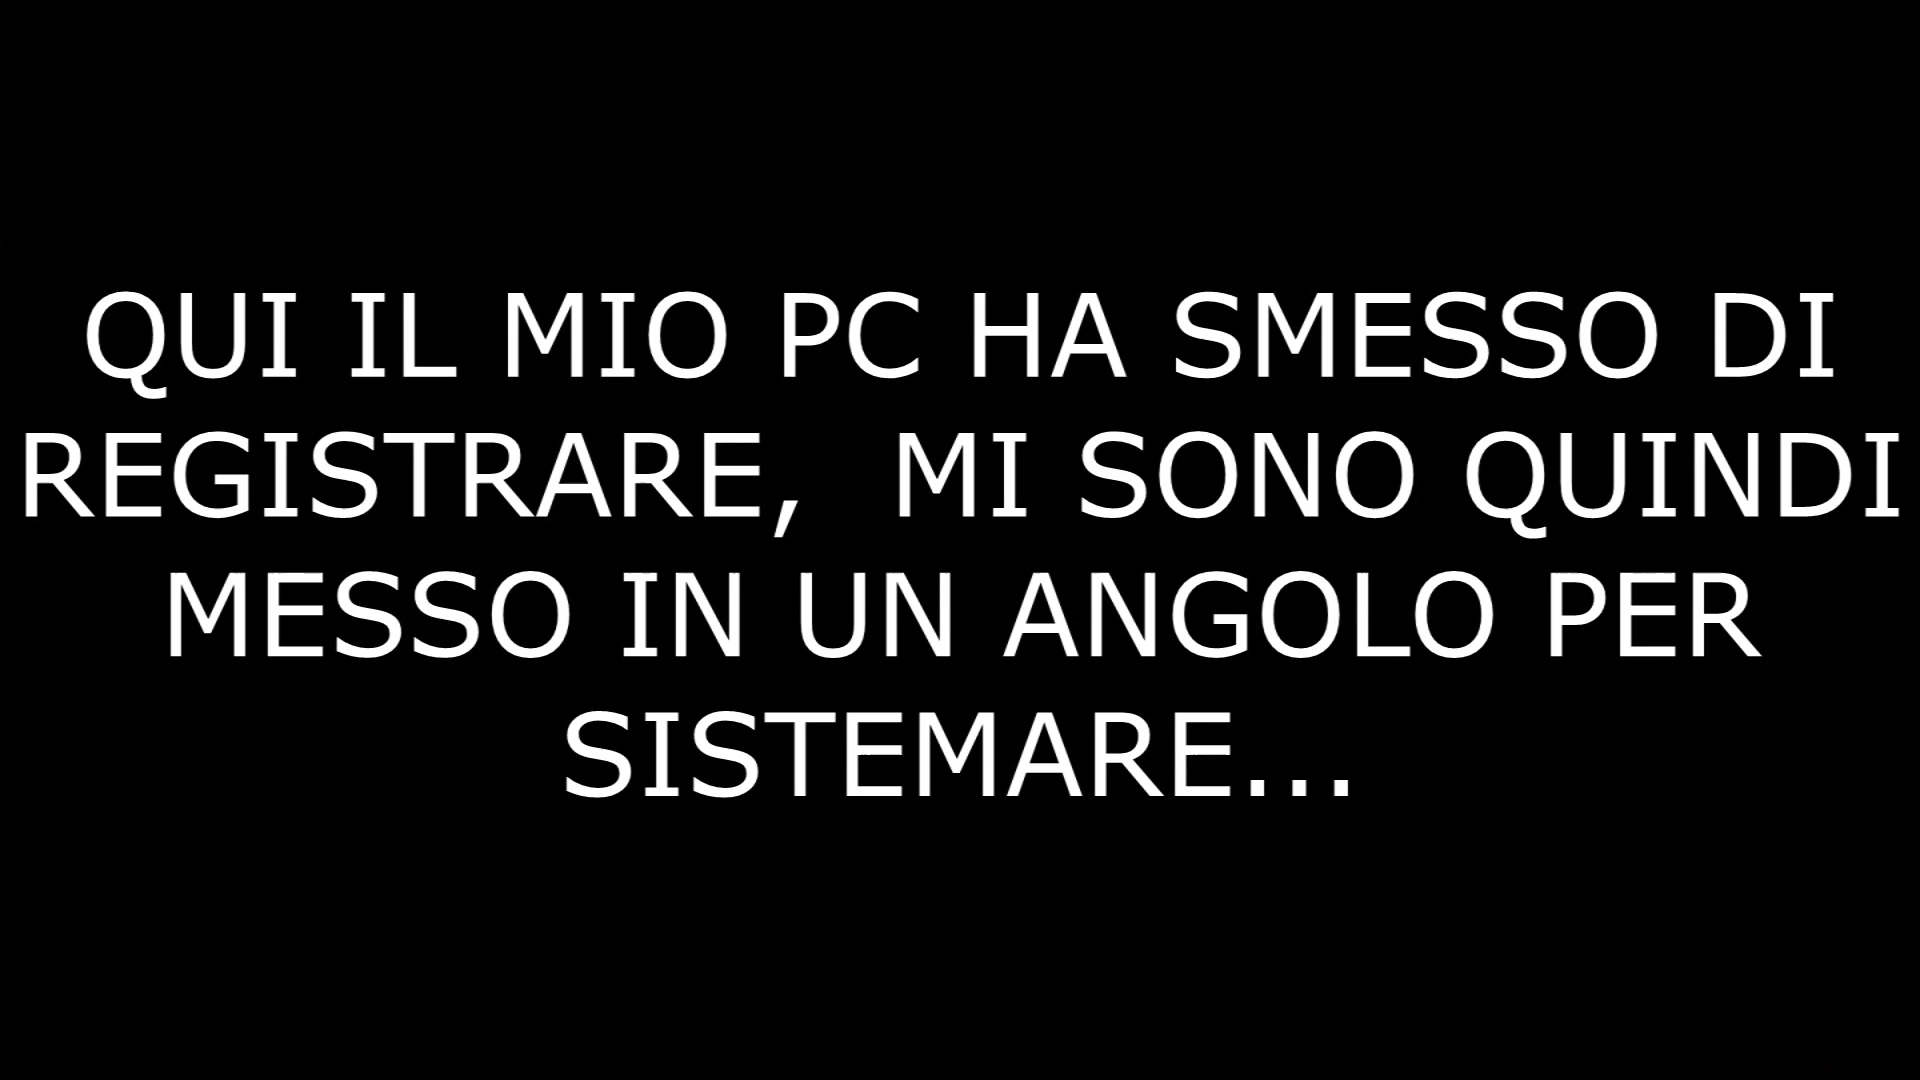 QUI IL MIO PC HA SMESSO DI
REGISTRARE,  MI SONO QUINDI
MESSO IN UN ANGOLO PER
SISTEMARE...